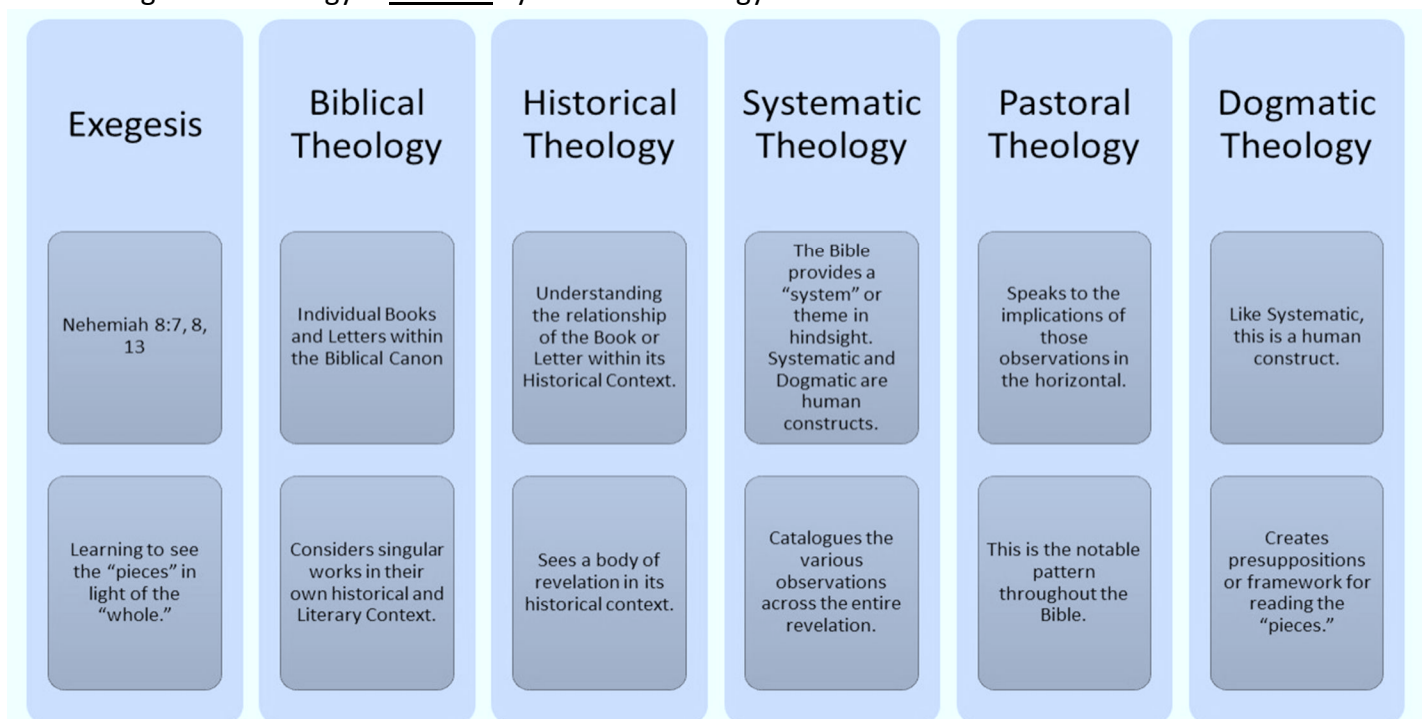 Exegesis
Nehemiah 8:7, 8,
13
Learning to see
the “pieces” in
light of the
“whole.”
Biblical
Theology
Individual Books
and Letters within
the Biblical Canon
Considers singular
works in their
own historical and
Literary Context.
Historical
Theology
Understanding
the relationship
of the Book or
Letter within its
Historical Context.
Sees a body of
revelation in its
historical context.
Systematic
Theology
The Bible
provides a
“system” or
theme in
hindsight.
Systematic and
Dogmatic are
human
constructs.
Catalogues the
various
observations
across the entire
revelation.
Pastoral
Theology
Speaks to the
implications of
those
observations in
the horizontal.
This is the notable
pattern
throughout the
Bible.
Dogmatic
Theology
Like Systematic,
this is a human
construct.
Creates
presuppositions
or framework for
reading the
“pieces.”